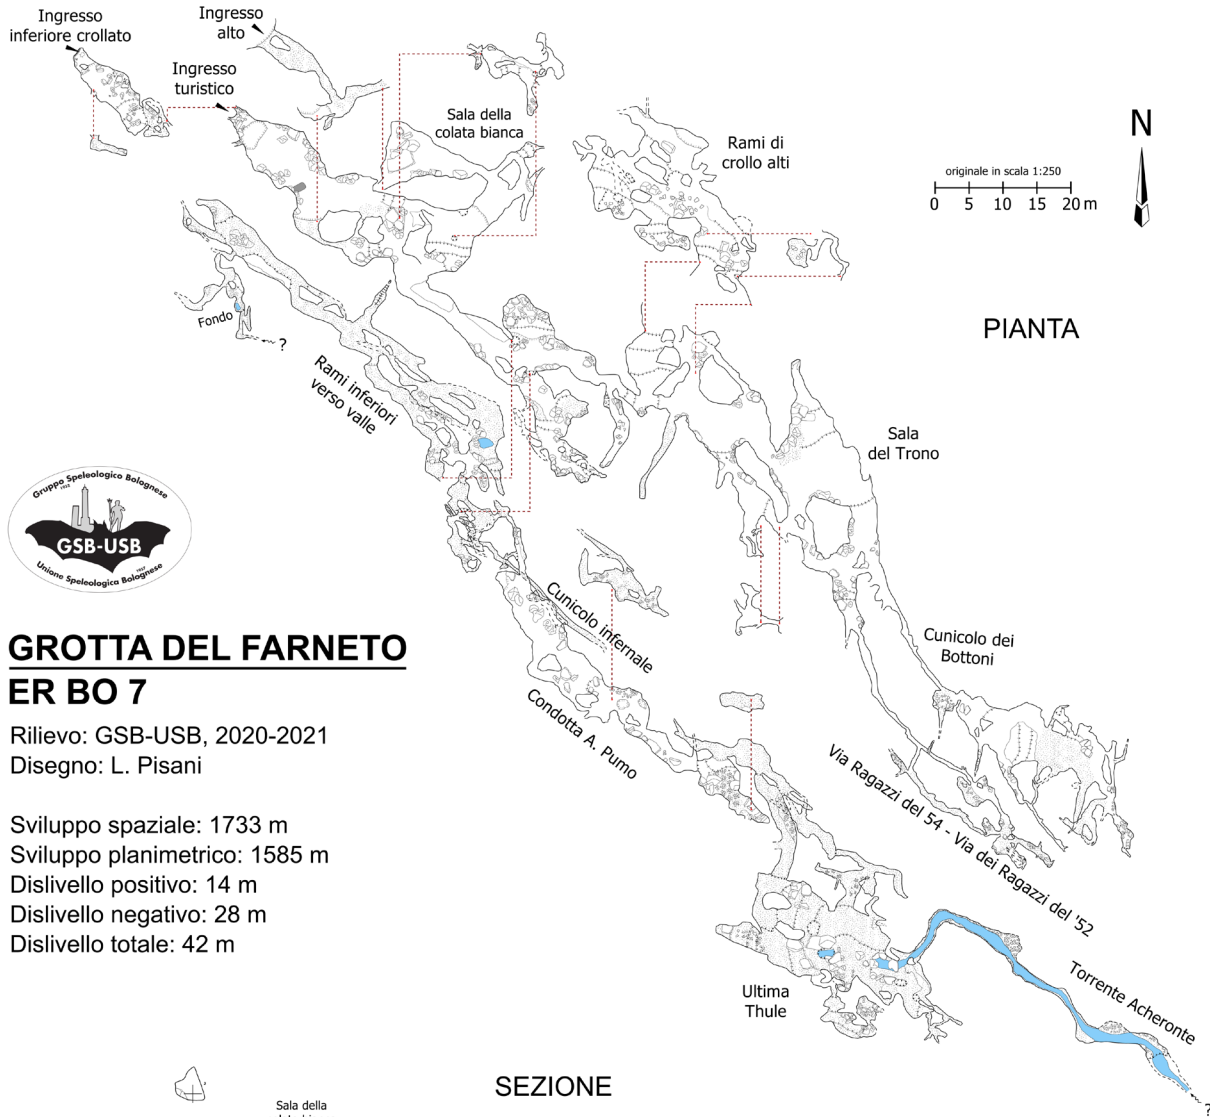 Ingresso
inferiore crollato
Ingresso
alto
Ingresso
turistico
Sala della
colata bianca
Rami di
crollo alti
N
originale in scala 1:250
0 5 10 15 20 m
PIANTA
Fondo
?
Rami inferiori
verso valle
Sala
del Trono
Gruppo Speleologico Bolognese
1932
GSB-USB
1957
Unione Speleologica Bolognese
Cunicolo infernale
Condotta A. Pumo
Cunicolo dei
Bottoni
GROTTA DEL FARNETO
ER BO 7
Rilievo: GSB-USB, 2020-2021
Disegno: L. Pisani
Sviluppo spaziale: 1733 m
Sviluppo planimetrico: 1585 m
Dislivello positivo: 14 m
Dislivello negativo: 28 m
Dislivello totale: 42 m
Via Ragazzi del 54 - Via dei Ragazzi del '52
Ultima
Thule
Torrente Acheronte
?
SEZIONE
Sala della